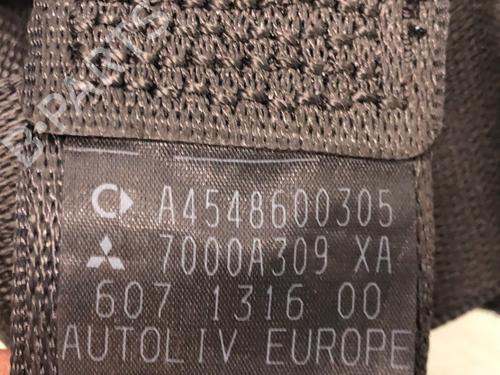 A4548600305
7000A309 XA
607 1316 00
AUTOLIV EUROPE